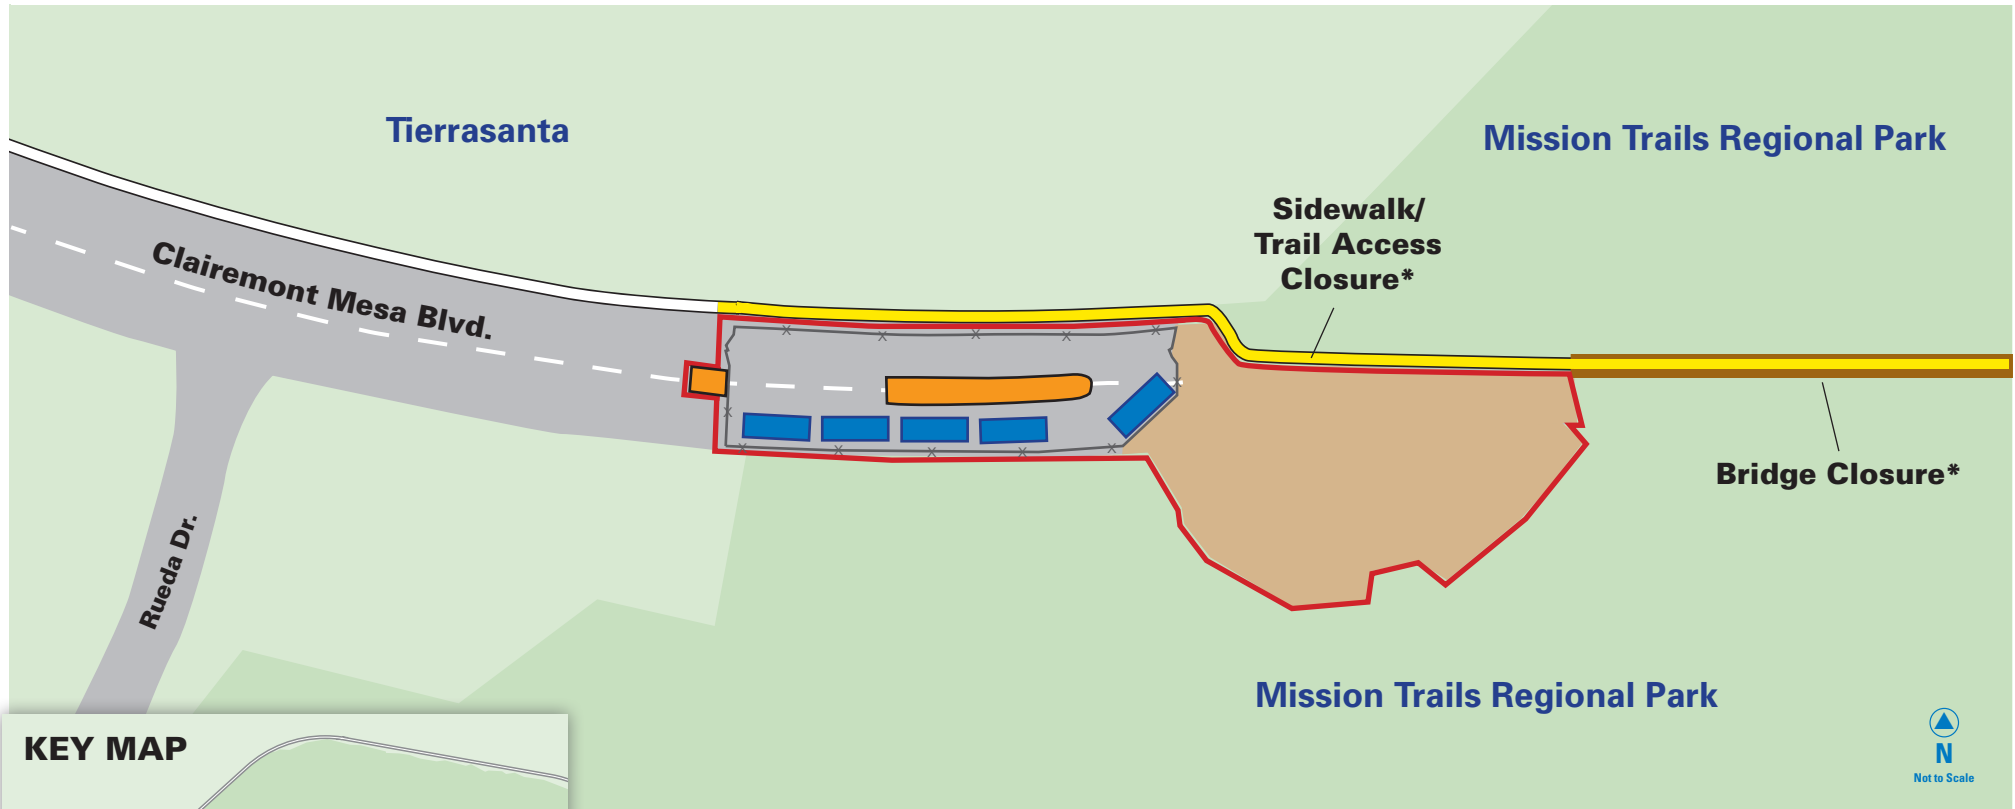 Tierrasanta
Mission Trails Regional Park
Sidewalk/
Trail Access
Closure*
Clairemont Mesa Blvd.
Bridge Closure*
Rueda Dr.
Mission Trails Regional Park
KEY MAP
N
Not to Scale